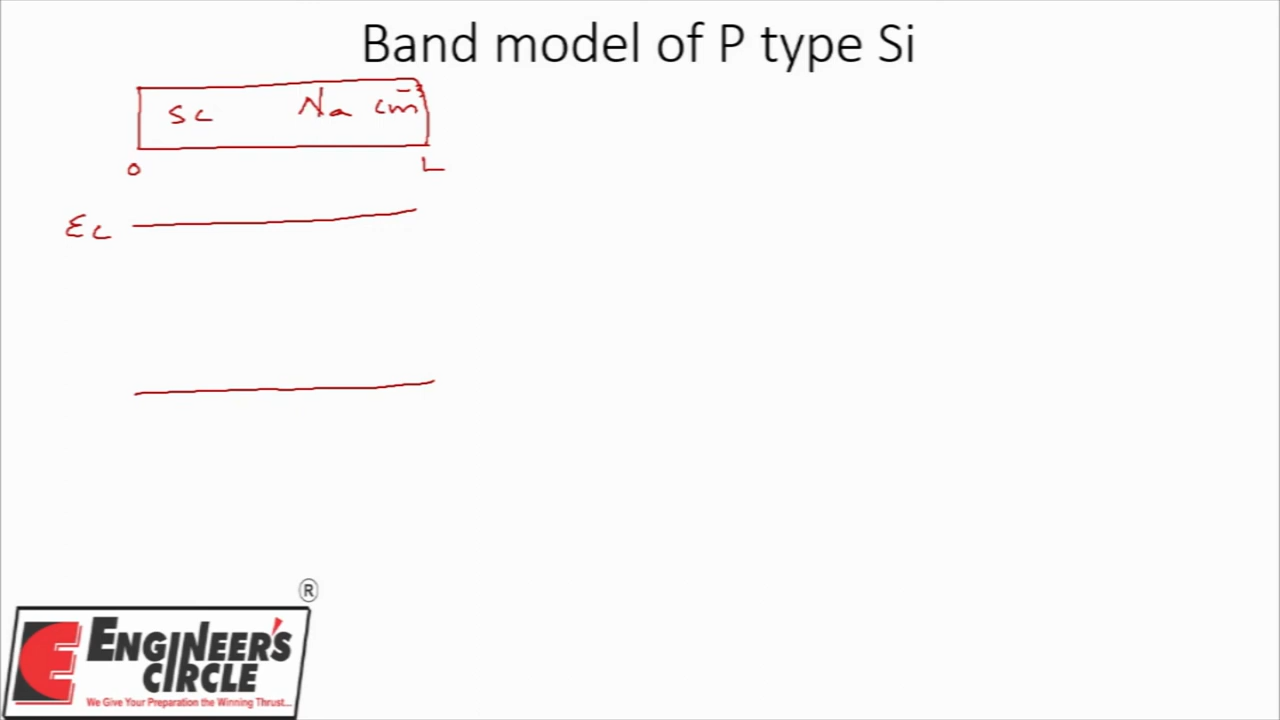 Band model of P type Si
SC Na cm⁻³
O L
Ec
®
ENGINEER'S
CIRCLE
We Give Your Preparation the Winning Thrust...